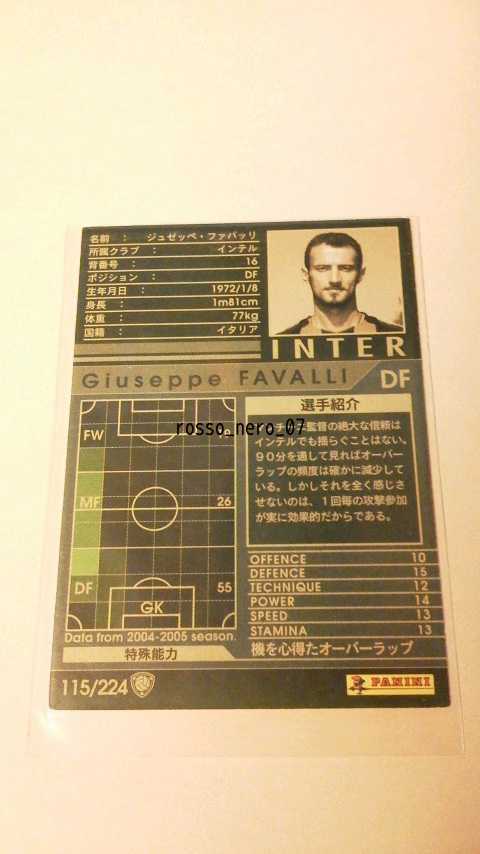 名前 : ジュゼッペ・ファバッリ
所属クラブ : インテル
背番号 : 16
ポジション : DF
生年月日 : 1972/1/8
身長 : 1m81cm
体重 : 77kg
国籍 : イタリア
INTER
Giuseppe FAVALLI DF
選手紹介
監督の絶大な信頼は
インテルでも揺らぐことはない。
90分を通して見ればオーバー
ラップの頻度は確かに減少して
いる。しかしそれを全く感じさ
せないのは、1回毎の攻撃参加
が実に効果的だからである。
rosso_nero_07
FW
MF 26
DF 55
GK
Data from 2004-2005 season.
OFFENCE 10
DEFENCE 15
TECHNIQUE 12
POWER 14
SPEED 13
STAMINA 13
特殊能力
機を心得たオーバーラップ
115/224
PANINI